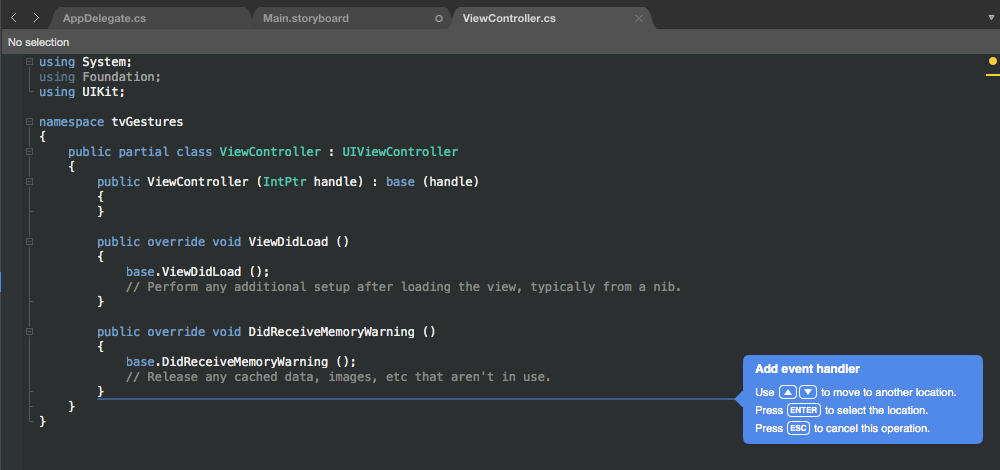 AppDelegate.cs Main.storyboard ViewController.cs
No selection
using System;
using Foundation;
using UIKit;
namespace tvGestures
{
public partial class ViewController : UIViewController
{
public ViewController (IntPtr handle) : base (handle)
{
}
public override void ViewDidLoad ()
{
base.ViewDidLoad ();
// Perform any additional setup after loading the view, typically from a nib.
}
public override void DidReceiveMemoryWarning ()
{
base.DidReceiveMemoryWarning ();
// Release any cached data, images, etc that aren't in use.
}
}
}
Add event handler
Use ▲ ▼ to move to another location.
Press ENTER to select the location.
Press ESC to cancel this operation.